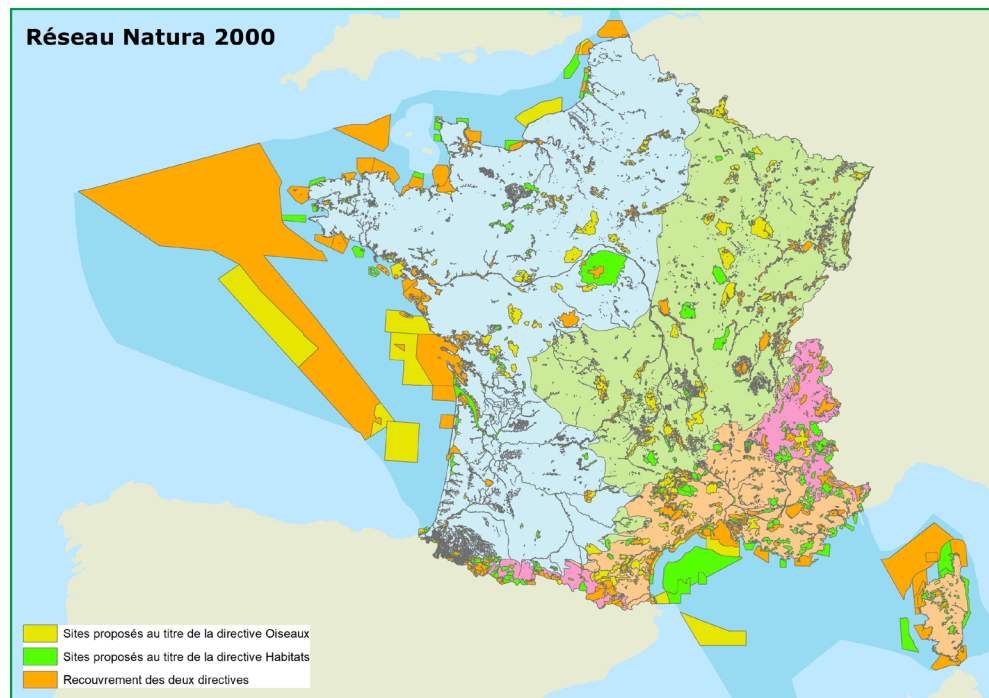 Réseau Natura 2000
Sites proposés au titre de la directive Oiseaux
Sites proposés au titre de la directive Habitats
Recouvrement des deux directives